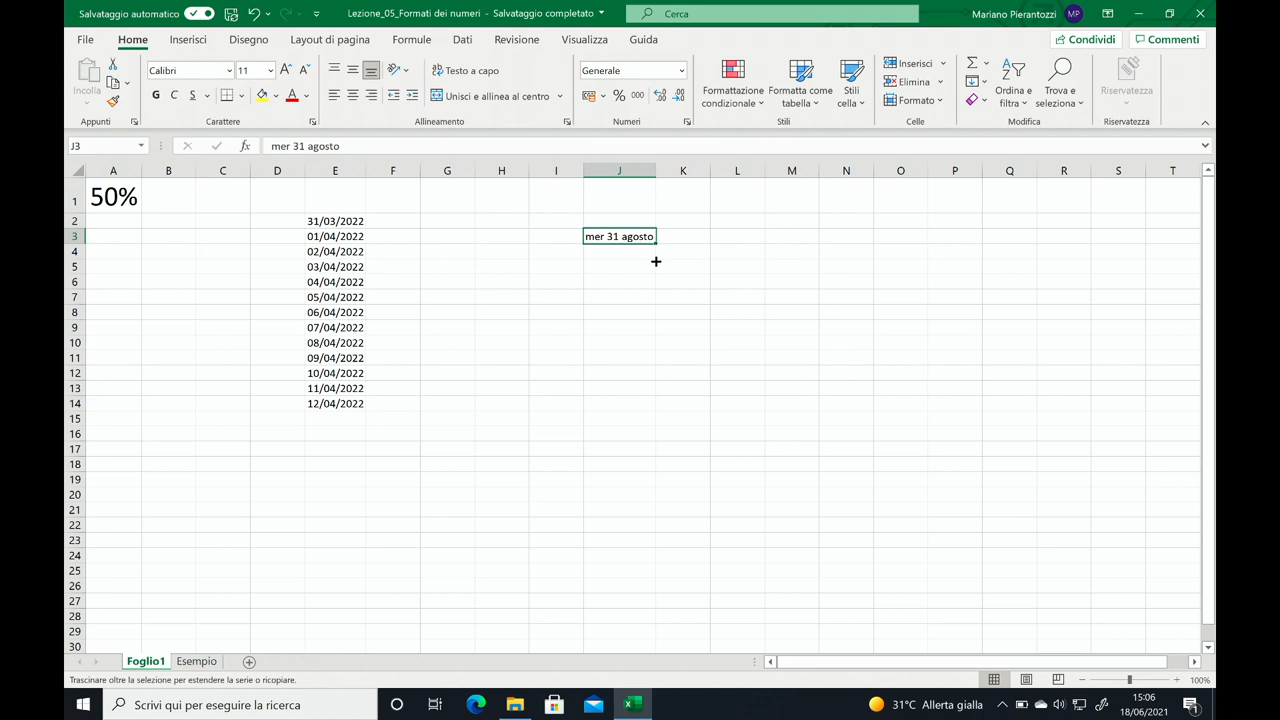 Salvataggio automatico
Lezione_05_Formati dei numeri - Salvataggio completato
Cerca
Mariano Pierantozzi
MP
File Home Inserisci Disegno Layout di pagina Formule Dati Revisione Visualizza Guida
Condividi
Commenti
Incolla
Appunti
Calibri
11
G C S
Carattere
Testo a capo
Unisci e allinea al centro
Allineamento
Generale
% 000
Numeri
Formattazione condizionale
Formatta come tabella
Stili cella
Stili
Inserisci
Elimina
Formato
Celle
Ordina e filtra
Trova e seleziona
Modifica
Riservatezza
Riservatezza
J3
fx
mer 31 agosto
A B C D E F G H I J K L M N O P Q R S T
1 50%
2 31/03/2022
3 01/04/2022 mer 31 agosto
4 02/04/2022
5 03/04/2022
6 04/04/2022
7 05/04/2022
8 06/04/2022
9 07/04/2022
10 08/04/2022
11 09/04/2022
12 10/04/2022
13 11/04/2022
14 12/04/2022
15
16
17
18
19
20
21
22
23
24
25
26
27
28
29
30
Foglio1 Esempio
Trascinare oltre la selezione per estendere la serie o ricopiare.
100%
Scrivi qui per eseguire la ricerca
31°C Allerta gialla
15:06
18/06/2021
1